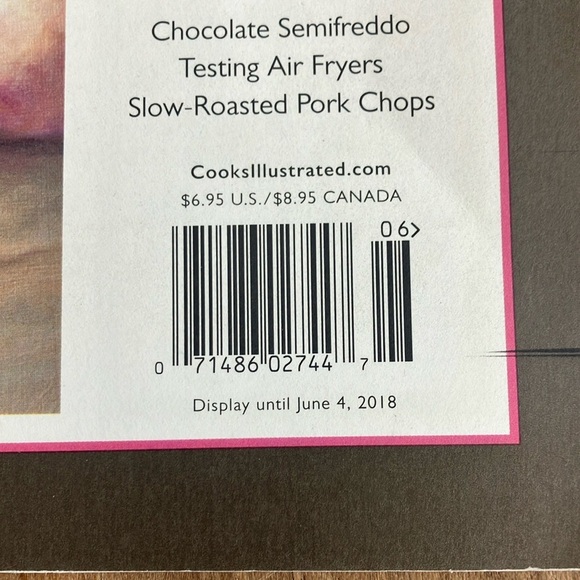 Chocolate Semifreddo
Testing Air Fryers
Slow-Roasted Pork Chops
CooksIllustrated.com
$6.95 U.S./$8.95 CANADA
06>
0 71486 02744 7
Display until June 4, 2018